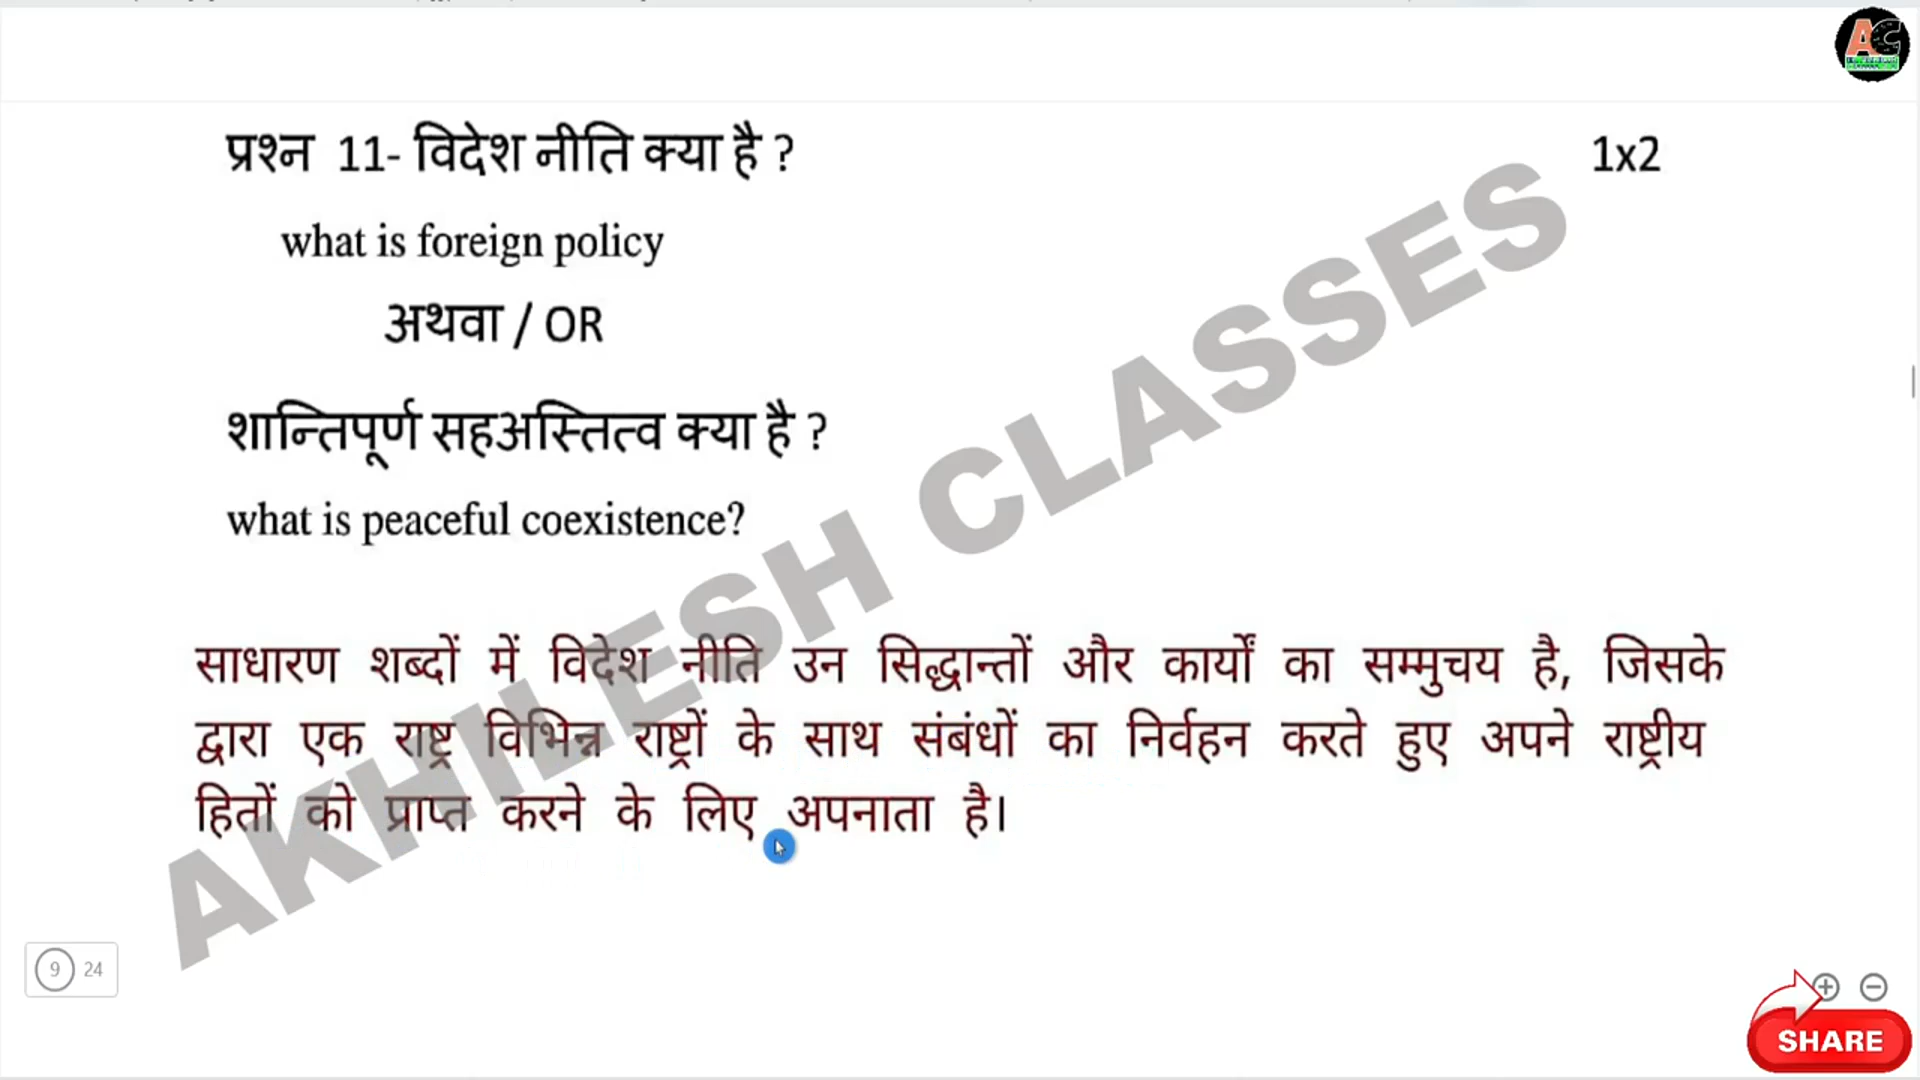 प्रश्न 11- विदेश नीति क्या है ? 1x2
what is foreign policy
अथवा / OR
शान्तिपूर्ण सहअस्तित्व क्या है ?
what is peaceful coexistence?
साधारण शब्दों में विदेश नीति उन सिद्धान्तों और कार्यों का सम्मुचय है, जिसके
द्वारा एक राष्ट्र विभिन्न राष्ट्रों के साथ संबंधों का निर्वहन करते हुए अपने राष्ट्रीय
हितों को प्राप्त करने के लिए अपनाता है।
AKHILESH CLASSES
9 24
AC
SHARE